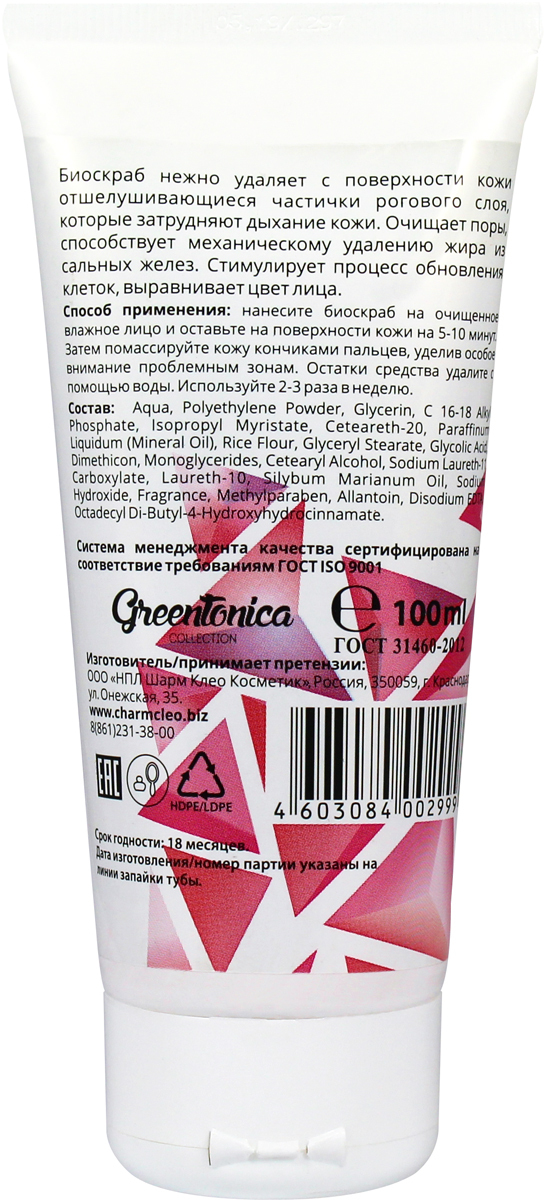 Биоскраб нежно удаляет с поверхности кожи
отшелушивающиеся частички рогового слоя,
которые затрудняют дыхание кожи. Очищает поры,
способствует механическому удалению жира из
сальных желез. Стимулирует процесс обновления
клеток, выравнивает цвет лица.
Способ применения: нанесите биоскраб на очищенное
влажное лицо и оставьте на поверхности кожи на 5-10 минут.
Затем помассируйте кожу кончиками пальцев, уделив особое
внимание проблемным зонам. Остатки средства удалите с
помощью воды. Используйте 2-3 раза в неделю.
Состав: Aqua, Polyethylene Powder, Glycerin, C 16-18 Alkyl
Phosphate, Isopropyl Myristate, Ceteareth-20, Paraffinum
Liquidum (Mineral Oil), Rice Flour, Glyceryl Stearate, Glycolic Acid,
Dimethicon, Monoglycerides, Cetearyl Alcohol, Sodium Laureth-11
Carboxylate, Laureth-10, Silybum Marianum Oil, Sodium
Hydroxide, Fragrance, Methylparaben, Allantoin, Disodium EDTA,
Octadecyl Di-Butyl-4-Hydroxyhydrocinnamate.
Система менеджмента качества сертифицирована на
соответствие требованиям ГОСТ ISO 9001
Greentonica
COLLECTION
e 100 ml
ГОСТ 31460-2012
Изготовитель/принимает претензии:
ООО «НПЛ Шарм Клео Косметик», Россия, 350059, г. Краснодар
ул. Онежская, 35.
www.charmcleo.biz
8(861)231-38-00
EAC
HDPE/LDPE
4 603084 002999
Срок годности: 18 месяцев.
Дата изготовления/номер партии указаны на
линии запайки тубы.